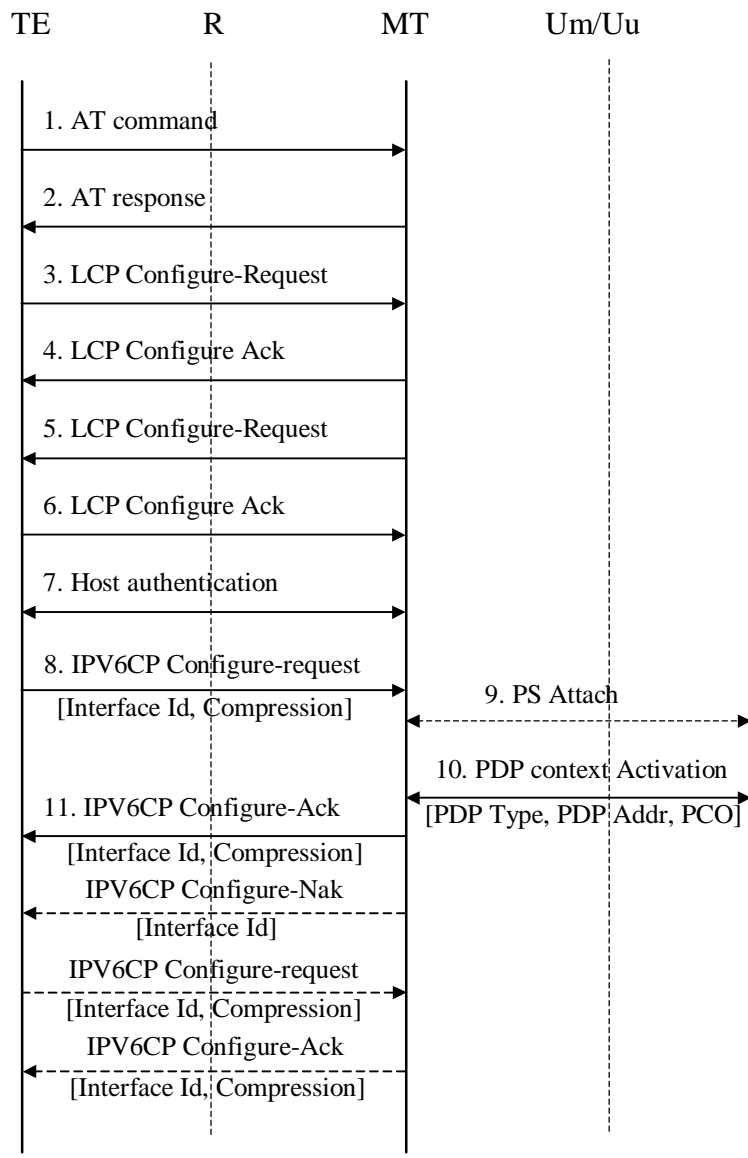 TE R MT Um/Uu
1. AT command
2. AT response
3. LCP Configure-Request
4. LCP Configure Ack
5. LCP Configure-Request
6. LCP Configure Ack
7. Host authentication
8. IPV6CP Configure-request
[Interface Id, Compression]
9. PS Attach
10. PDP context Activation
[PDP Type, PDP Addr, PCO]
11. IPV6CP Configure-Ack
[Interface Id, Compression]
IPV6CP Configure-Nak
[Interface Id]
IPV6CP Configure-request
[Interface Id, Compression]
IPV6CP Configure-Ack
[Interface Id, Compression]